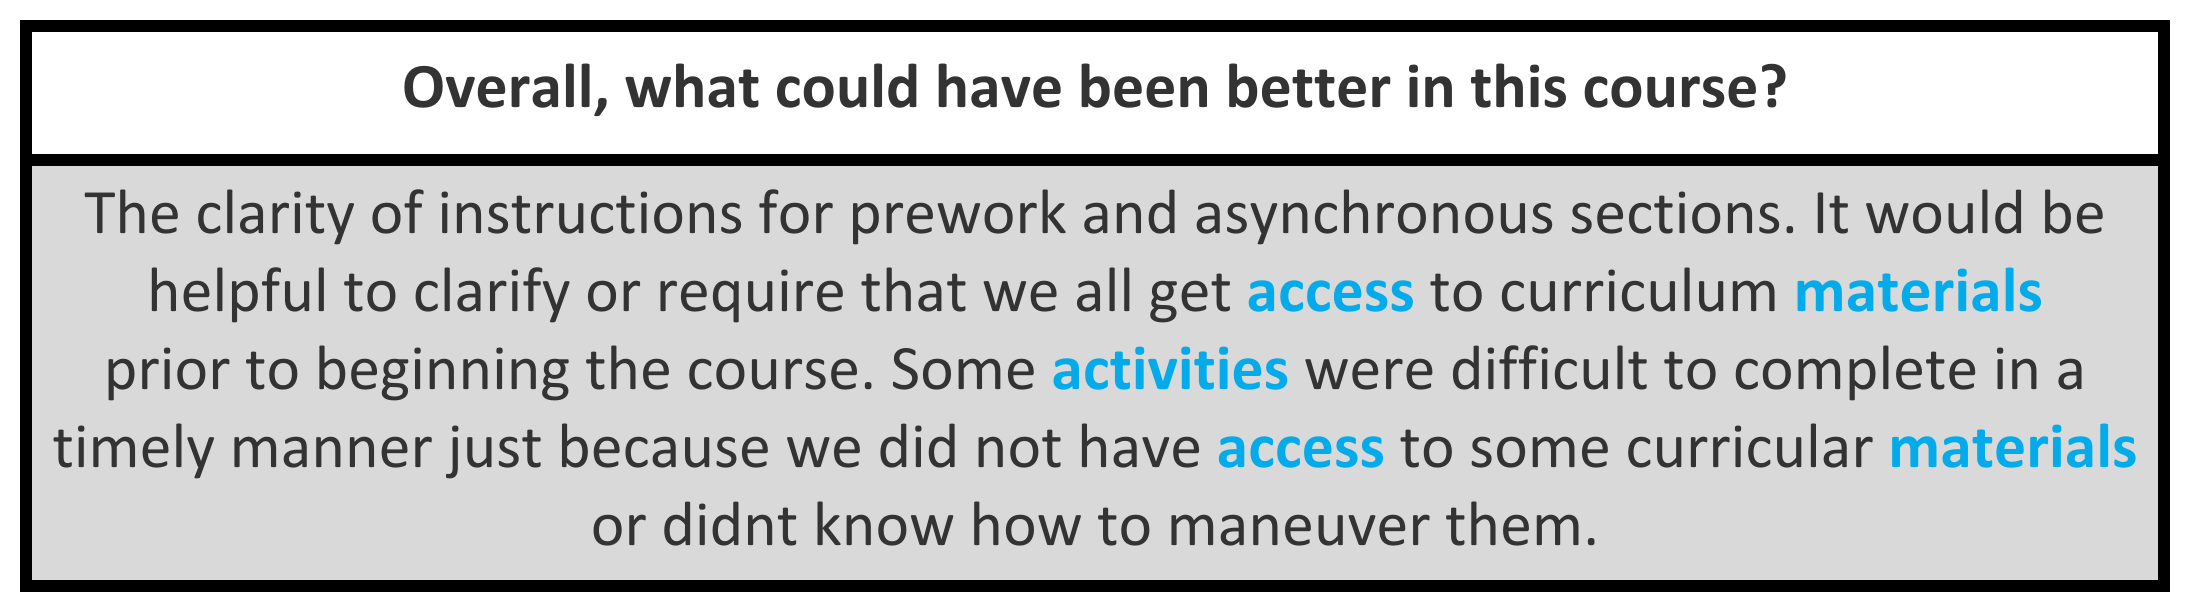 Overall, what could have been better in this course?
The clarity of instructions for prework and asynchronous sections. It would be
helpful to clarify or require that we all get access to curriculum materials
prior to beginning the course. Some activities were difficult to complete in a
timely manner just because we did not have access to some curricular materials
or didnt know how to maneuver them.